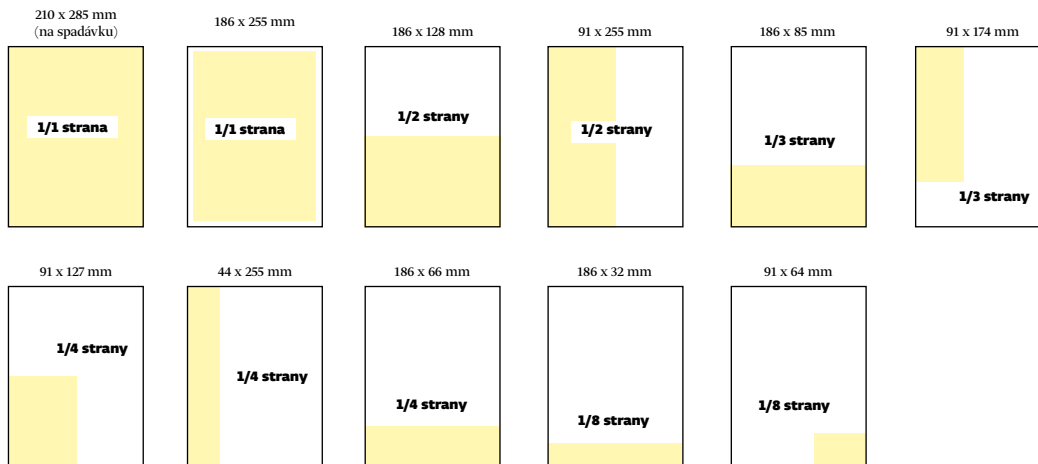 210 x 285 mm
(na spadávku)
186 x 255 mm
186 x 128 mm
91 x 255 mm
186 x 85 mm
91 x 174 mm
1/1 strana
1/1 strana
1/2 strany
1/2 strany
1/3 strany
1/3 strany
91 x 127 mm
44 x 255 mm
186 x 66 mm
186 x 32 mm
91 x 64 mm
1/4 strany
1/4 strany
1/4 strany
1/8 strany
1/8 strany